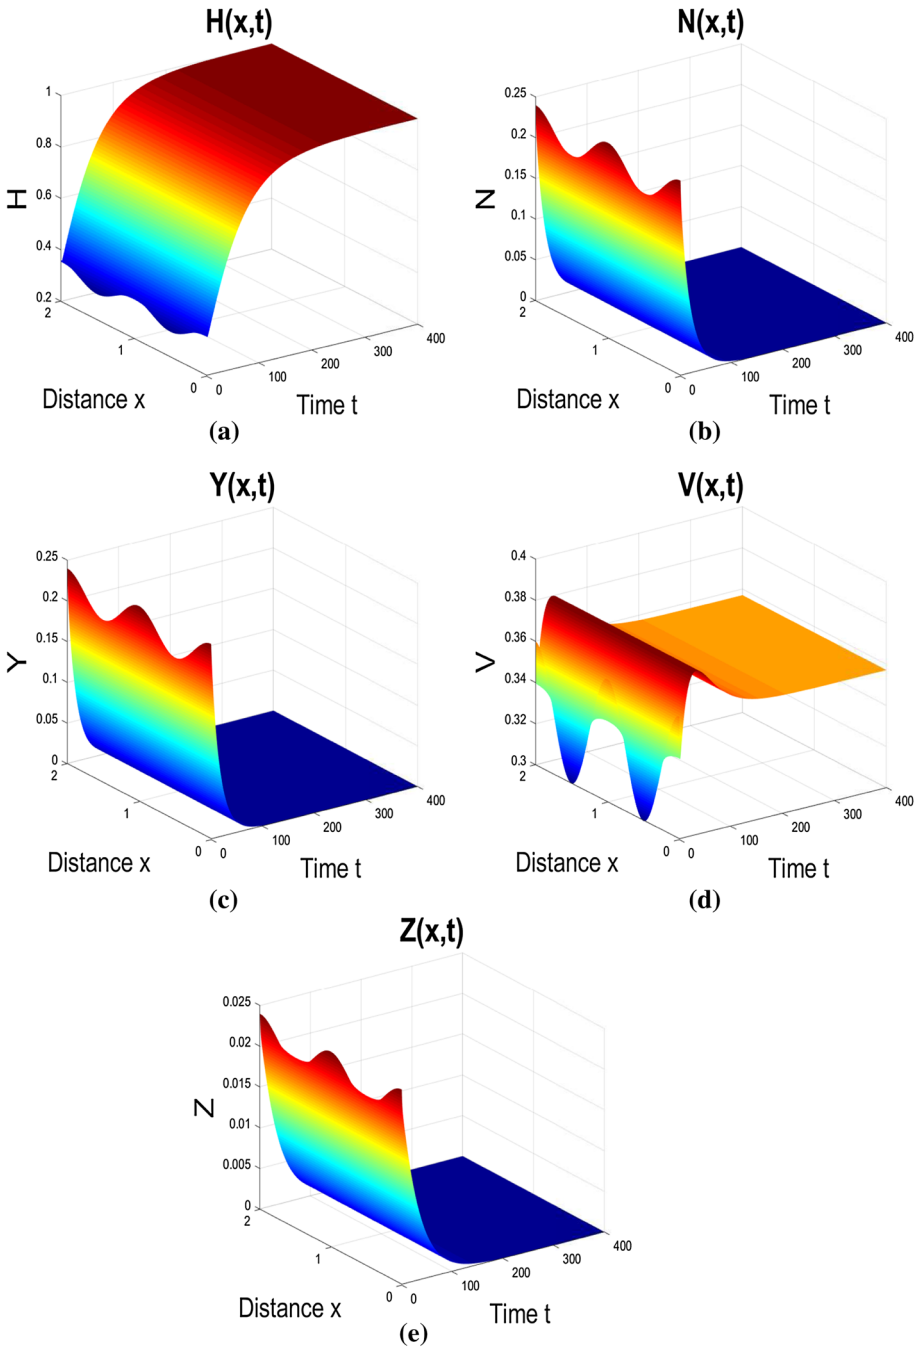 H(x,t)
1
0.8
0.6
0.4
0.2
H
2
1
0
Distance x
0
100
200
300
400
Time t
(a)
N(x,t)
0.25
0.2
0.15
0.1
0.05
0
N
2
1
0
Distance x
0
100
200
300
400
Time t
(b)
Y(x,t)
0.25
0.2
0.15
0.1
0.05
0
Y
2
1
0
Distance x
0
100
200
300
400
Time t
(c)
V(x,t)
0.4
0.38
0.36
0.34
0.32
0.3
V
2
1
0
Distance x
0
100
200
300
400
Time t
(d)
Z(x,t)
0.025
0.02
0.015
0.01
0.005
0
Z
2
1
0
Distance x
0
100
200
300
400
Time t
(e)